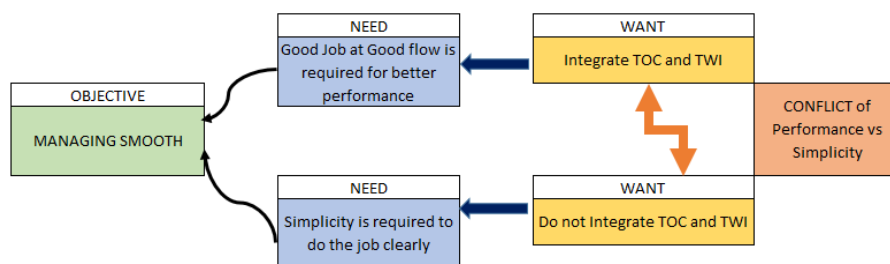 NEED
Good Job at Good flow is
required for better
performance
WANT
Integrate TOC and TWI
OBJECTIVE
MANAGING SMOOTH
CONFLICT of
Performance vs
Simplicity
NEED
Simplicity is required to
do the job clearly
WANT
Do not Integrate TOC and TWI